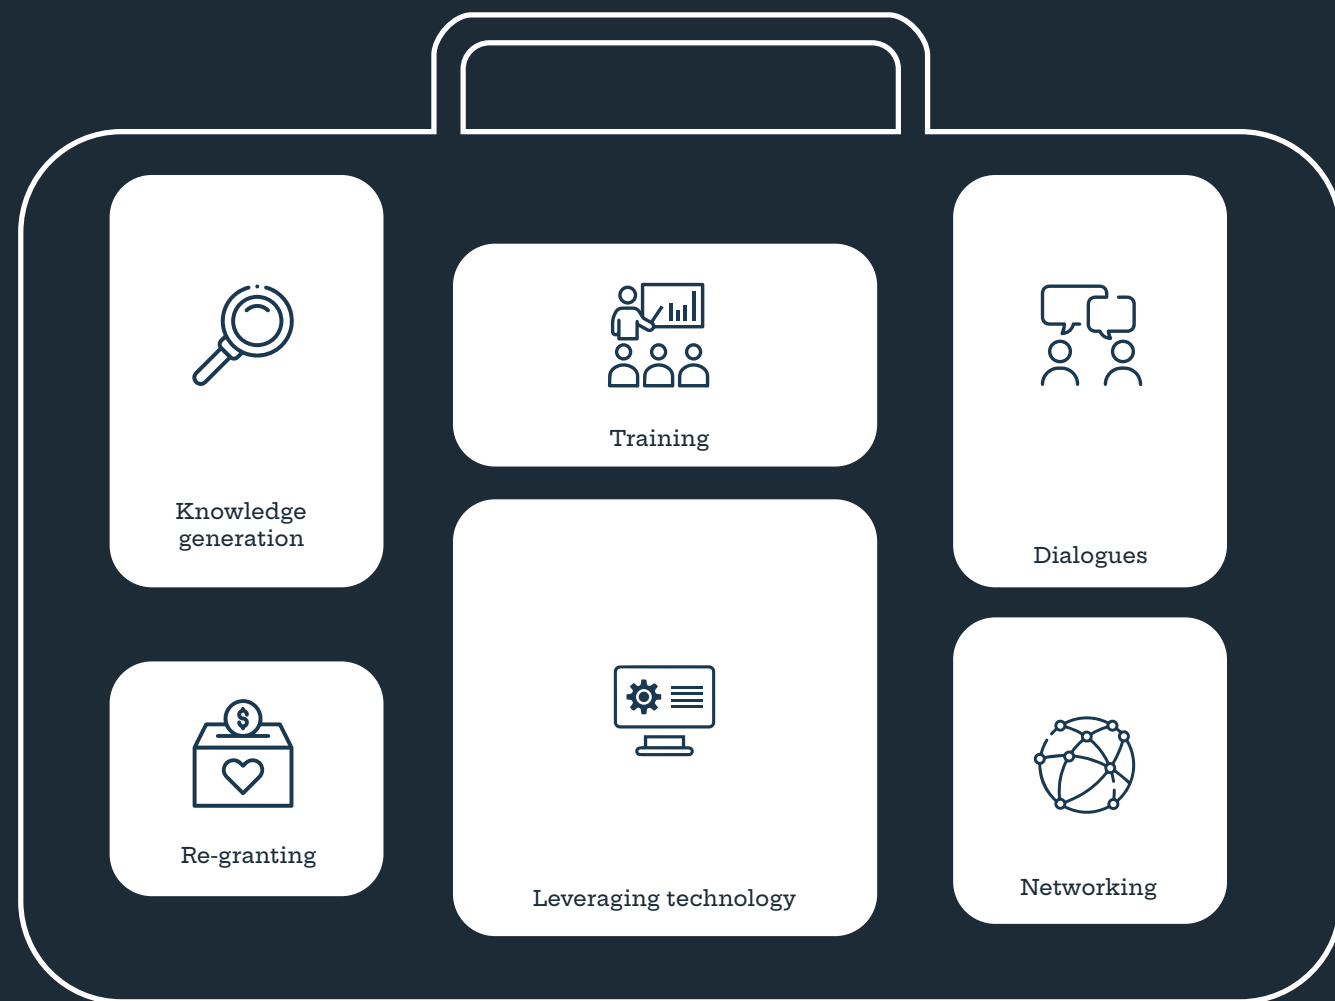 Knowledge
generation
Training
Dialogues
$
Re-granting
Leveraging technology
Networking